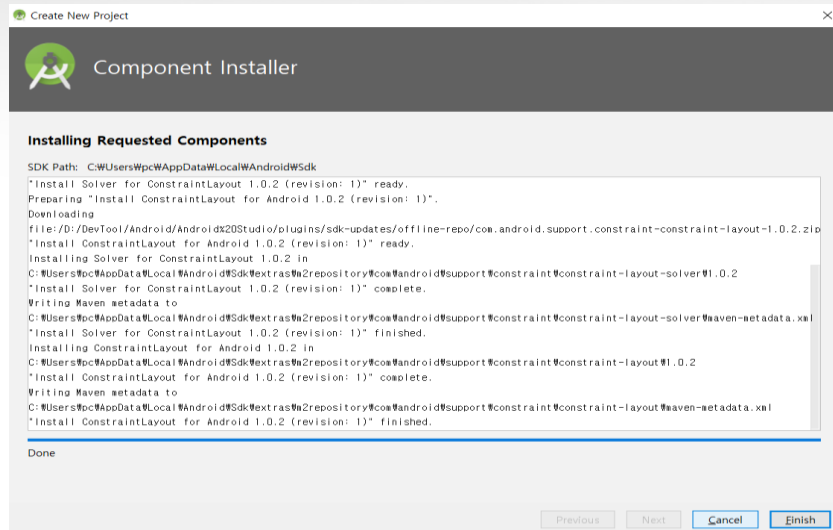 Create New Project
Component Installer
Installing Requested Components
SDK Path: C:₩Users₩pc₩AppData₩Local₩Android₩Sdk
"Install Solver for ConstraintLayout 1.0.2 (revision: 1)" ready.
Preparing "Install ConstraintLayout for Android 1.0.2 (revision: 1)".
Downloading
file:/D:/DevTool/Android/Android%20Studio/plugins/sdk-updates/offline-repo/com.android.support.constraint-constraint-layout-1.0.2.zip
"Install ConstraintLayout for Android 1.0.2 (revision: 1)" ready.
Installing Solver for ConstraintLayout 1.0.2 in
C:₩Users₩pc₩AppData₩Local₩Android₩Sdk₩extras₩m2repository₩com₩android₩support₩constraint₩constraint-layout-solver₩1.0.2
"Install Solver for ConstraintLayout 1.0.2 (revision: 1)" complete.
Writing Maven metadata to
C:₩Users₩pc₩AppData₩Local₩Android₩Sdk₩extras₩m2repository₩com₩android₩support₩constraint₩constraint-layout-solver₩maven-metadata.xml
"Install Solver for ConstraintLayout 1.0.2 (revision: 1)" finished.
Installing ConstraintLayout for Android 1.0.2 in
C:₩Users₩pc₩AppData₩Local₩Android₩Sdk₩extras₩m2repository₩com₩android₩support₩constraint₩constraint-layout₩1.0.2
"Install ConstraintLayout for Android 1.0.2 (revision: 1)" complete.
Writing Maven metadata to
C:₩Users₩pc₩AppData₩Local₩Android₩Sdk₩extras₩m2repository₩com₩android₩support₩constraint₩constraint-layout₩maven-metadata.xml
"Install ConstraintLayout for Android 1.0.2 (revision: 1)" finished.
Done
Previous Next Cancel Finish